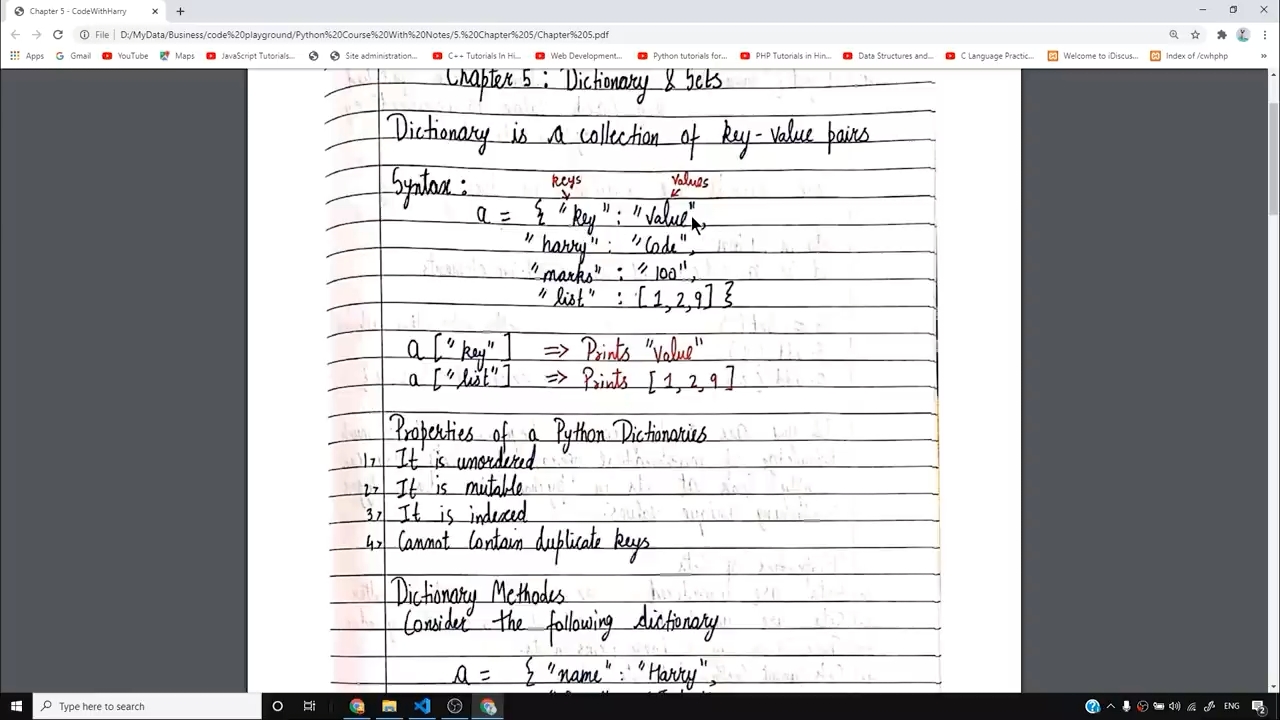 Chapter 5 - CodeWithHarry
File | D:/MyData/Business/code%20playground/Python%20Course%20With%20Notes/5.%20Chapter%205/Chapter%205.pdf
Apps Gmail YouTube Maps JavaScript Tutorials... Site administration... C++ Tutorials In Hi... Web Development... Python tutorials for... PHP Tutorials In Hi... Data Structures and... C Language Practic... Welcome to iDiscus... Index of /cwhphp
Chapter 5 : Dictionary & Sets
Dictionary is a collection of key-value pairs
Syntax :
keys values
a = { "key" : "Value",
"harry" : "Code",
"marks" : "100",
"list" : [1, 2, 9] }
a ["key"] => Prints "Value"
a ["list"] => Prints [1, 2, 9]
Properties of a Python Dictionaries
1> It is unordered
2> It is mutable
3> It is indexed
4> Cannot Contain duplicate keys
Dictionary Methodes
Consider the following dictionary
a = { "name" : "Harry",
Type here to search
ENG